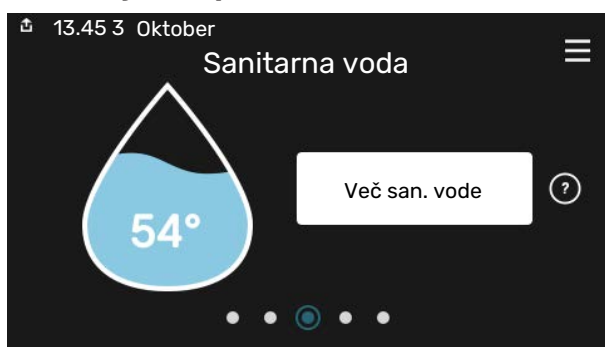 13.45 3 Oktober
Sanitarna voda
Več san. vode
?
54°